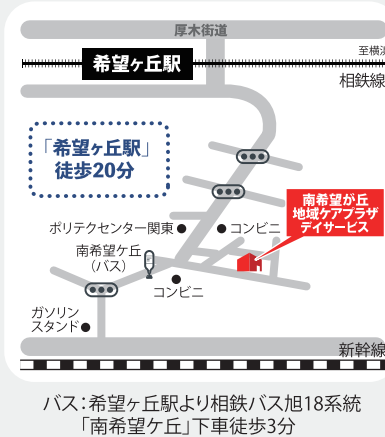 厚木街道
至横浜
希望ヶ丘駅
相鉄線
「希望ヶ丘駅」
徒歩20分
南希望が丘
地域ケアプラザ
デイサービス
ポリテクセンター関東
コンビニ
南希望ケ丘
(バス)
コンビニ
ガソリン
スタンド
新幹線
バス:希望ヶ丘駅より相鉄バス旭18系統
「南希望ケ丘」下車徒歩3分